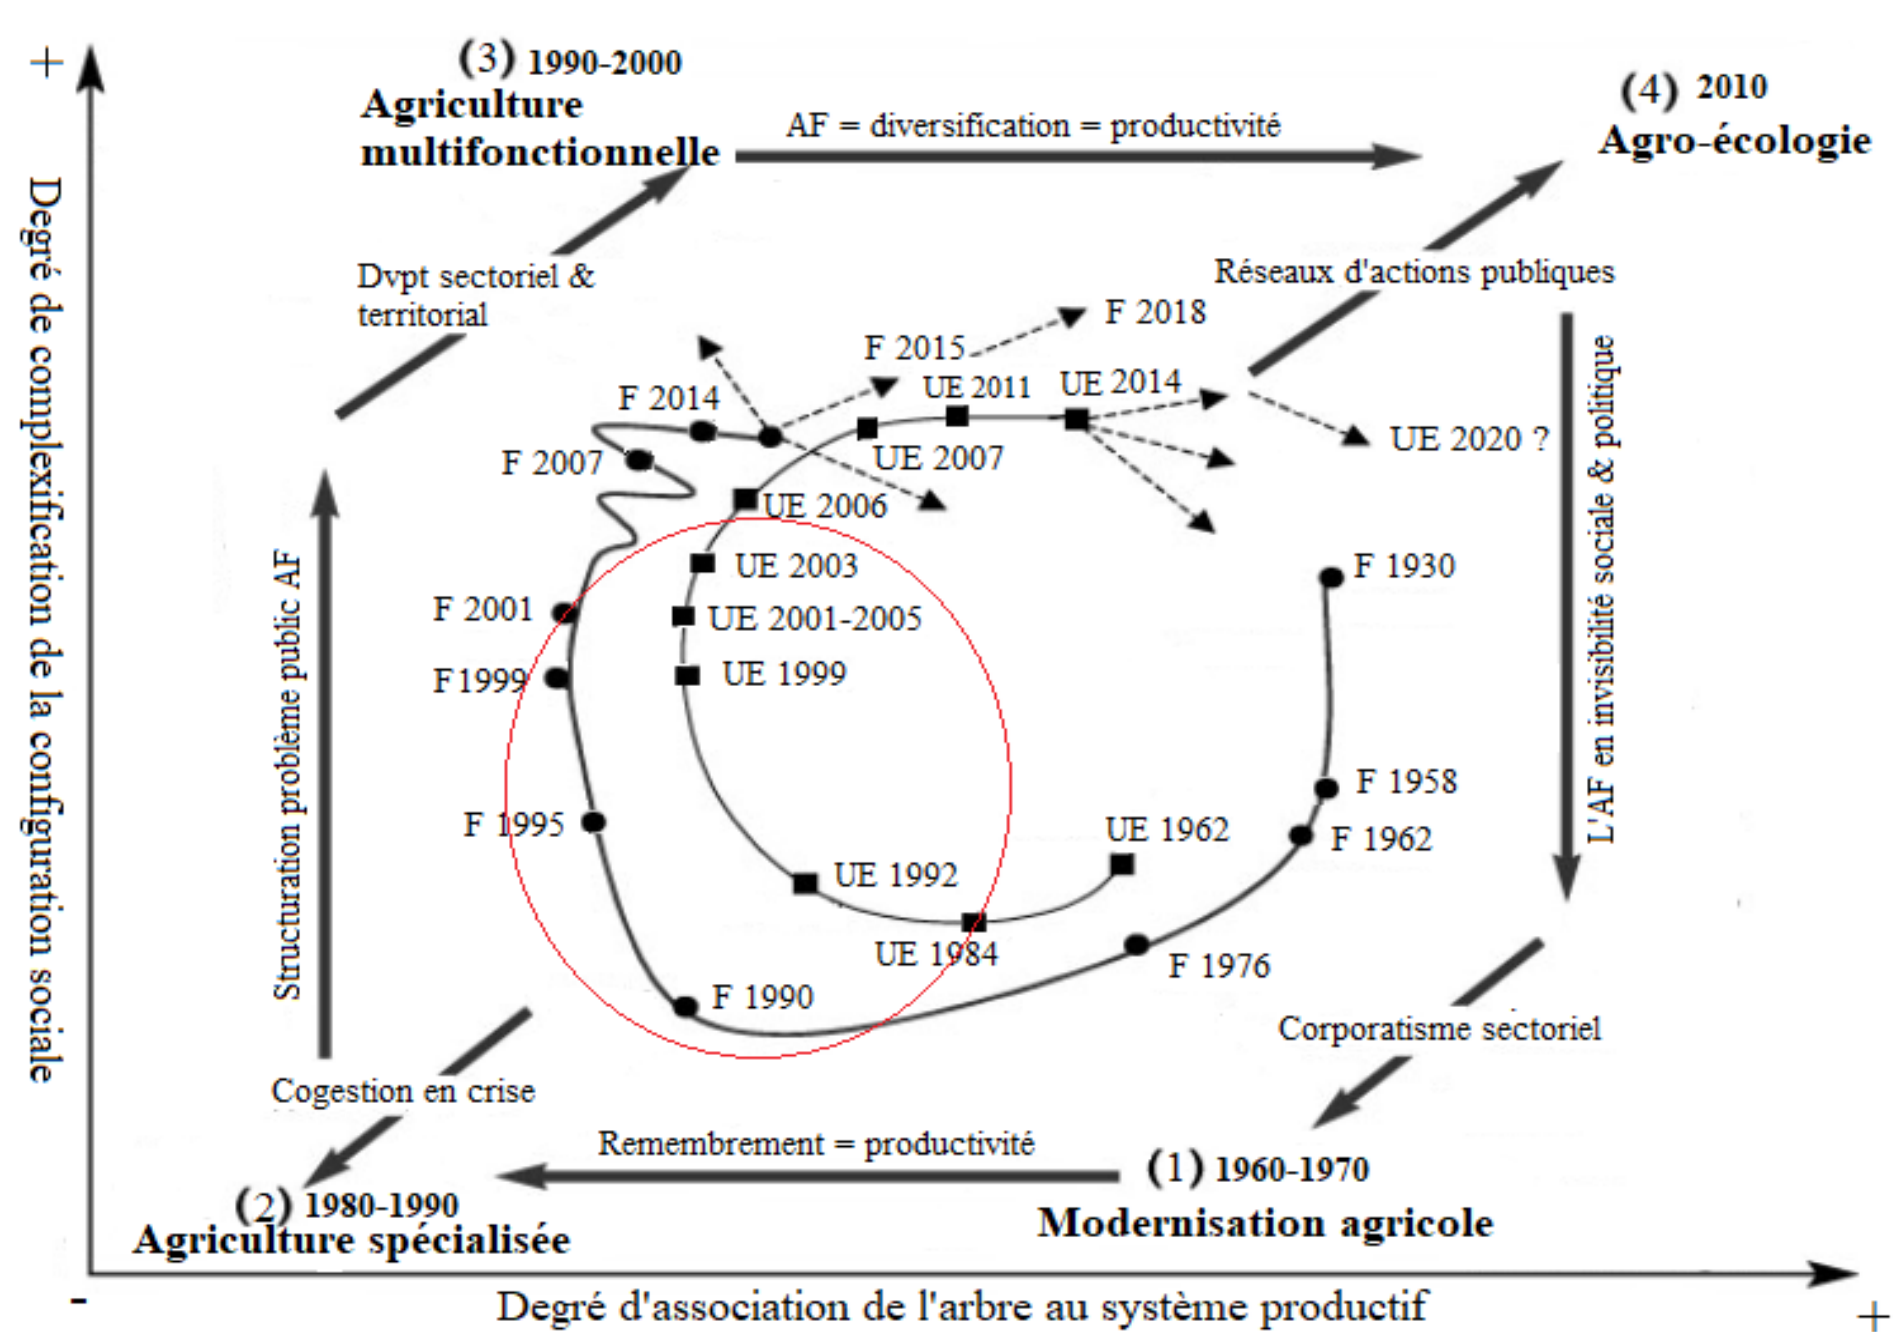 +
(3) 1990-2000
Agriculture
multifonctionnelle
(4) 2010
Agro-écologie
AF = diversification = productivité
Dvpt sectoriel &
territorial
Réseaux d'actions publiques
F 2018
F 2015
F 2014
UE 2011
UE 2014
UE 2020 ?
F 2007
UE 2007
UE 2006
UE 2003
F 1930
F 2001
UE 2001-2005
F 1999
UE 1999
F 1995
F 1958
UE 1962
F 1962
UE 1992
UE 1984
F 1976
F 1990
Degré de complexification de la configuration sociale
Structuration problème public AF
L'AF en invisibilité sociale & politique
Corporatisme sectoriel
Cogestion en crise
Remembrement = productivité
(1) 1960-1970
Modernisation agricole
(2) 1980-1990
Agriculture spécialisée
-
Degré d'association de l'arbre au système productif
+